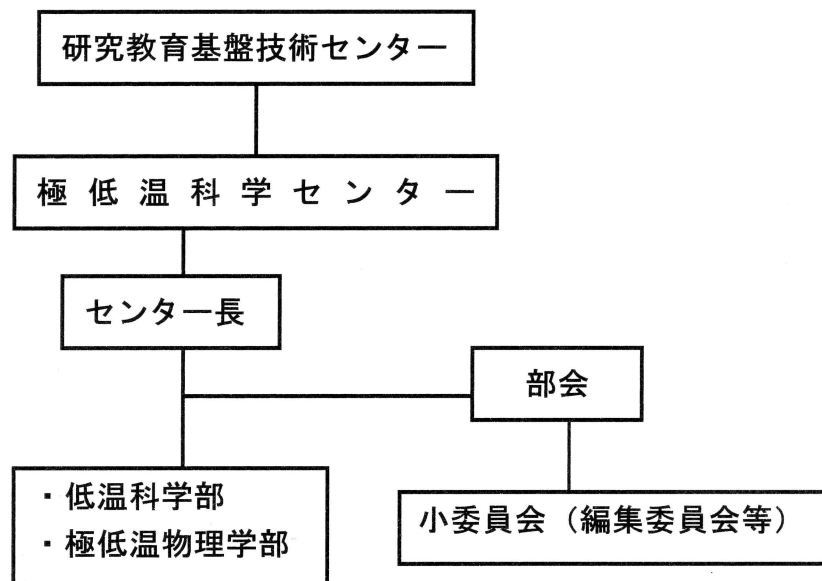 研究教育基盤技術センター
極低温科学センター
センター長
部会
・低温科学部
・極低温物理学部
小委員会（編集委員会等）